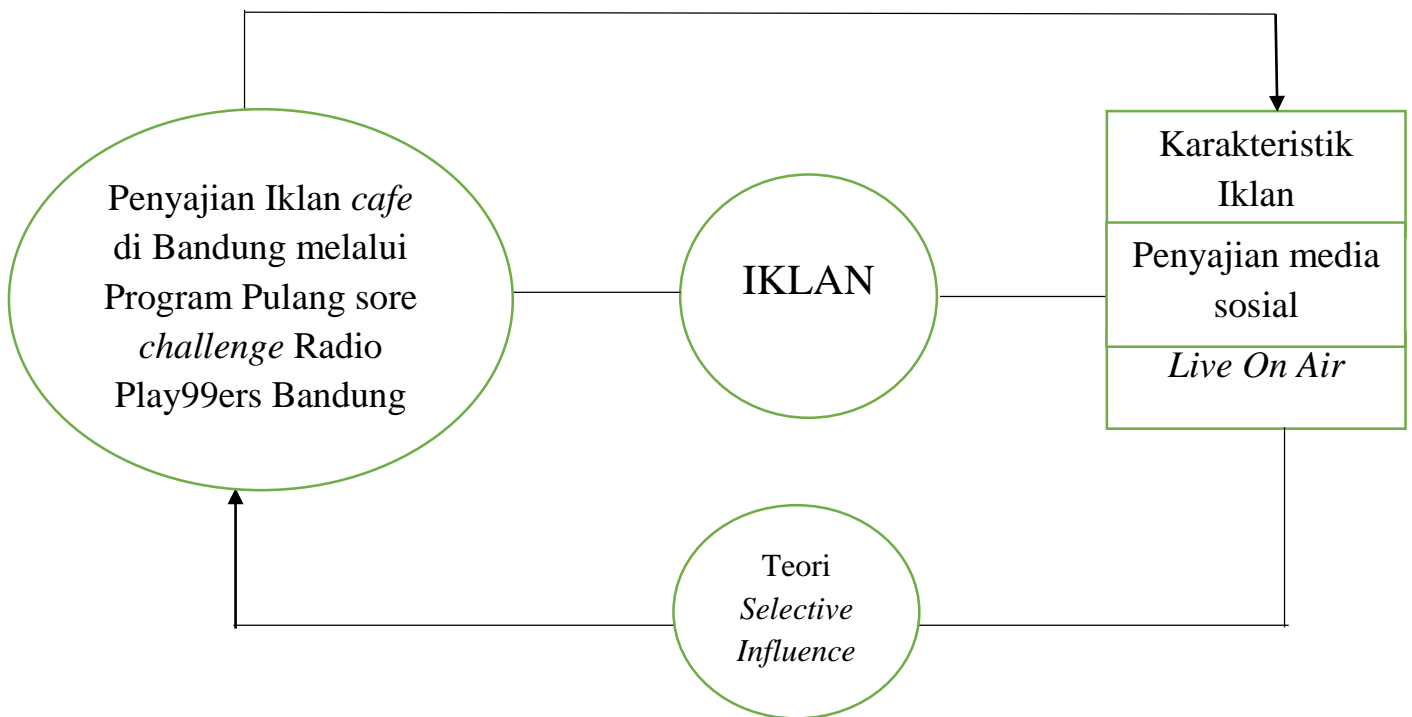 Penyajian Iklan cafe
di Bandung melalui
Program Pulang sore
challenge Radio
Play99ers Bandung
IKLAN
Karakteristik
Iklan
Penyajian media
sosial
Live On Air
Teori
Selective
Influence